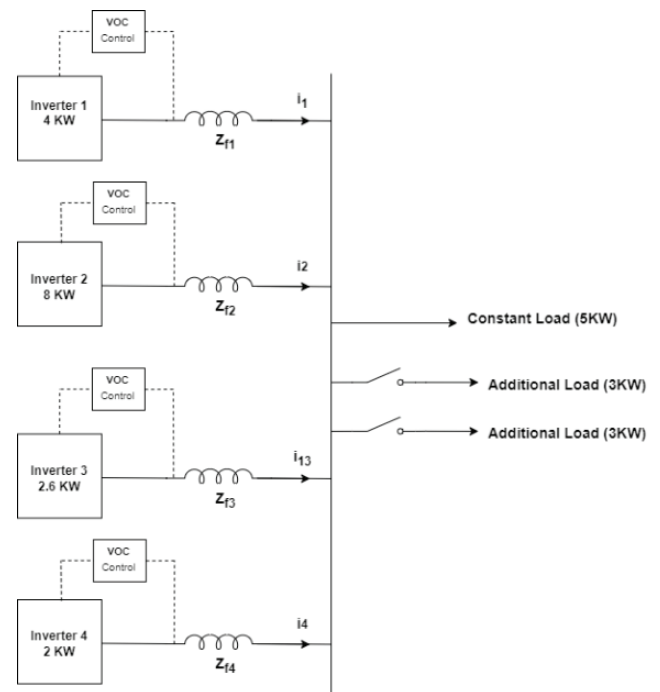 VOC
Control
Inverter 1
4 KW
i1
Zf1
VOC
Control
Inverter 2
8 KW
i2
Zf2
Constant Load (5KW)
Additional Load (3KW)
Additional Load (3KW)
VOC
Control
Inverter 3
2.6 KW
i13
Zf3
VOC
Control
Inverter 4
2 KW
i4
Zf4